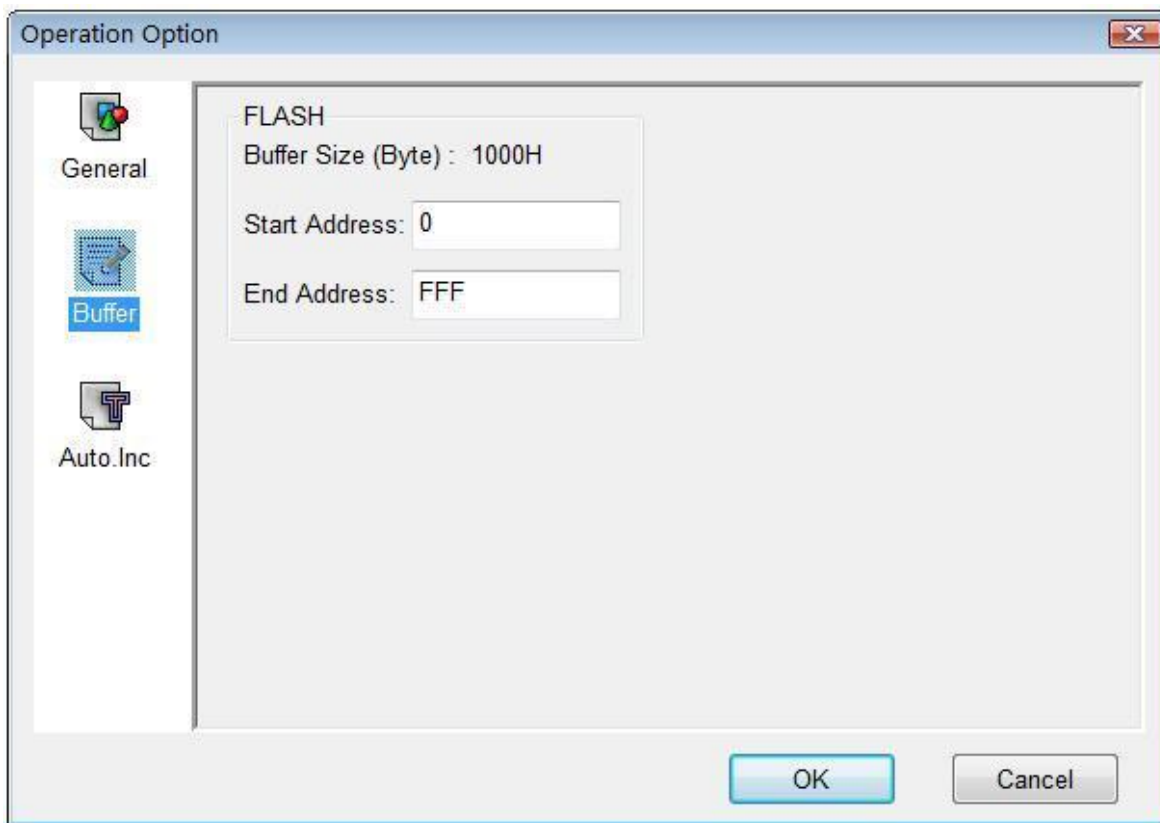 Operation Option
General
Buffer
Auto.Inc
FLASH
Buffer Size (Byte) : 1000H
Start Address: 0
End Address: FFF
OK
Cancel